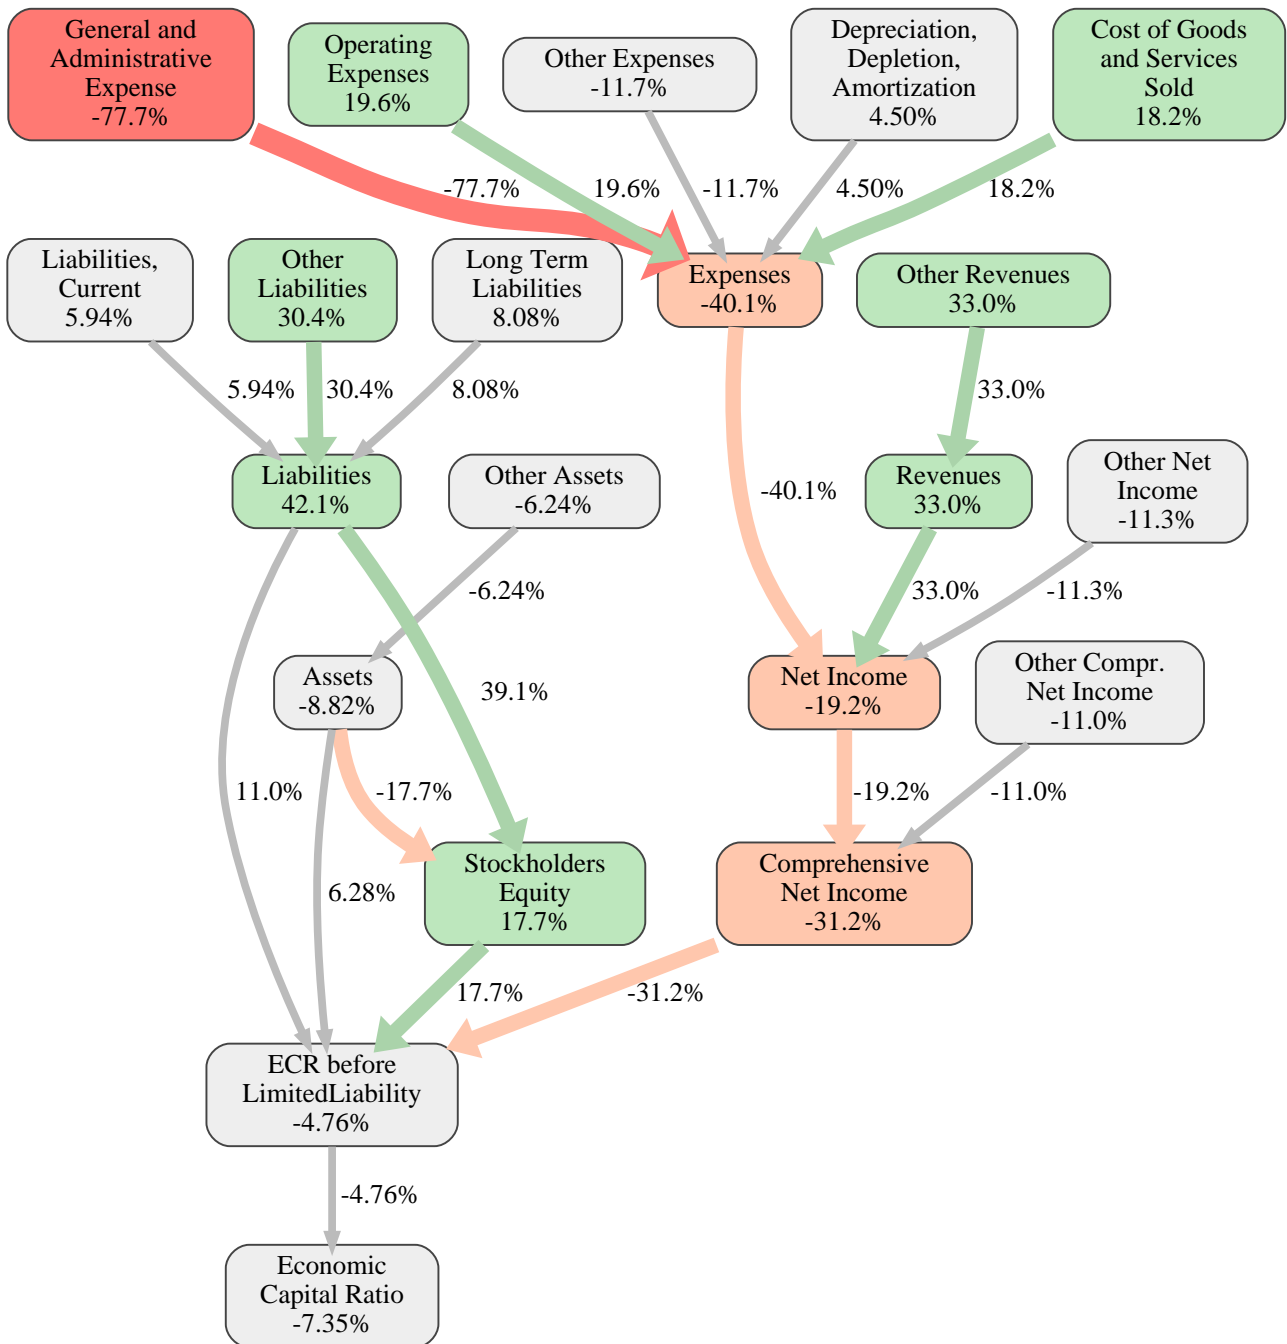 General and
Administrative
Expense
-77.7%
Operating
Expenses
19.6%
Other Expenses
-11.7%
Depreciation,
Depletion,
Amortization
4.50%
Cost of Goods
and Services
Sold
18.2%
-77.7%
19.6%
-11.7%
4.50%
18.2%
Liabilities,
Current
5.94%
Other
Liabilities
30.4%
Long Term
Liabilities
8.08%
Expenses
-40.1%
Other Revenues
33.0%
5.94%
30.4%
8.08%
33.0%
Liabilities
42.1%
Other Assets
-6.24%
-40.1%
Revenues
33.0%
Other Net
Income
-11.3%
-6.24%
33.0%
-11.3%
Assets
-8.82%
39.1%
Net Income
-19.2%
Other Compr.
Net Income
-11.0%
11.0%
-17.7%
-19.2%
-11.0%
6.28%
Stockholders
Equity
17.7%
Comprehensive
Net Income
-31.2%
17.7%
-31.2%
ECR before
LimitedLiability
-4.76%
-4.76%
Economic
Capital Ratio
-7.35%